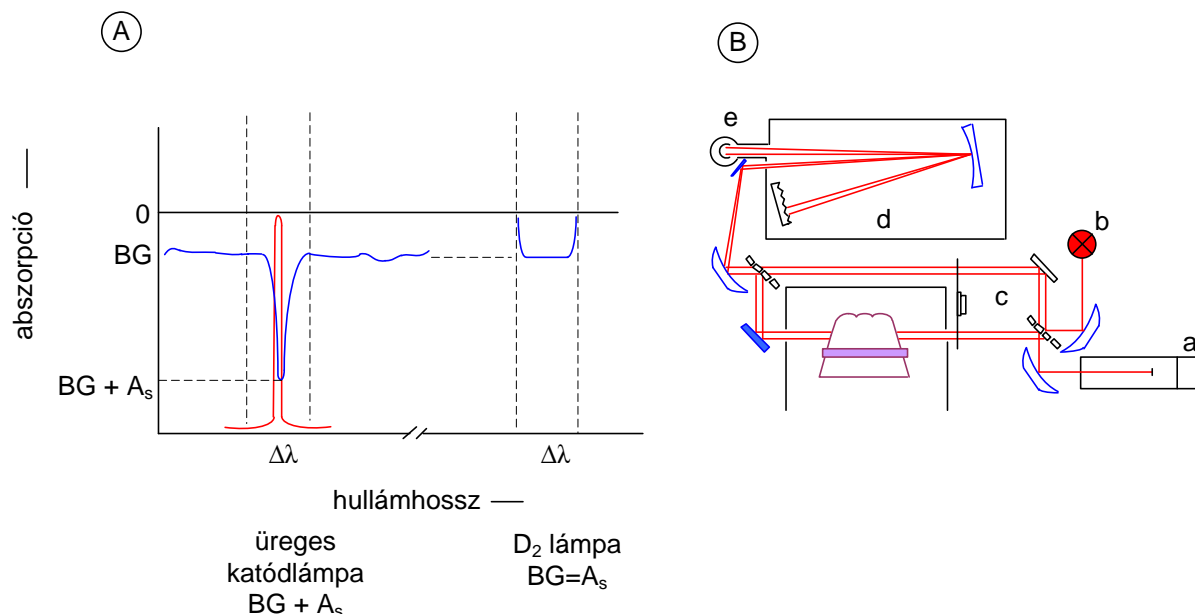 A
B
abszorpció
0
BG
BG + Aₛ
Δλ
Δλ
hullámhossz
üreges
katódlámpa
BG + Aₛ
D₂ lámpa
BG=Aₛ
e
d
b
c
a